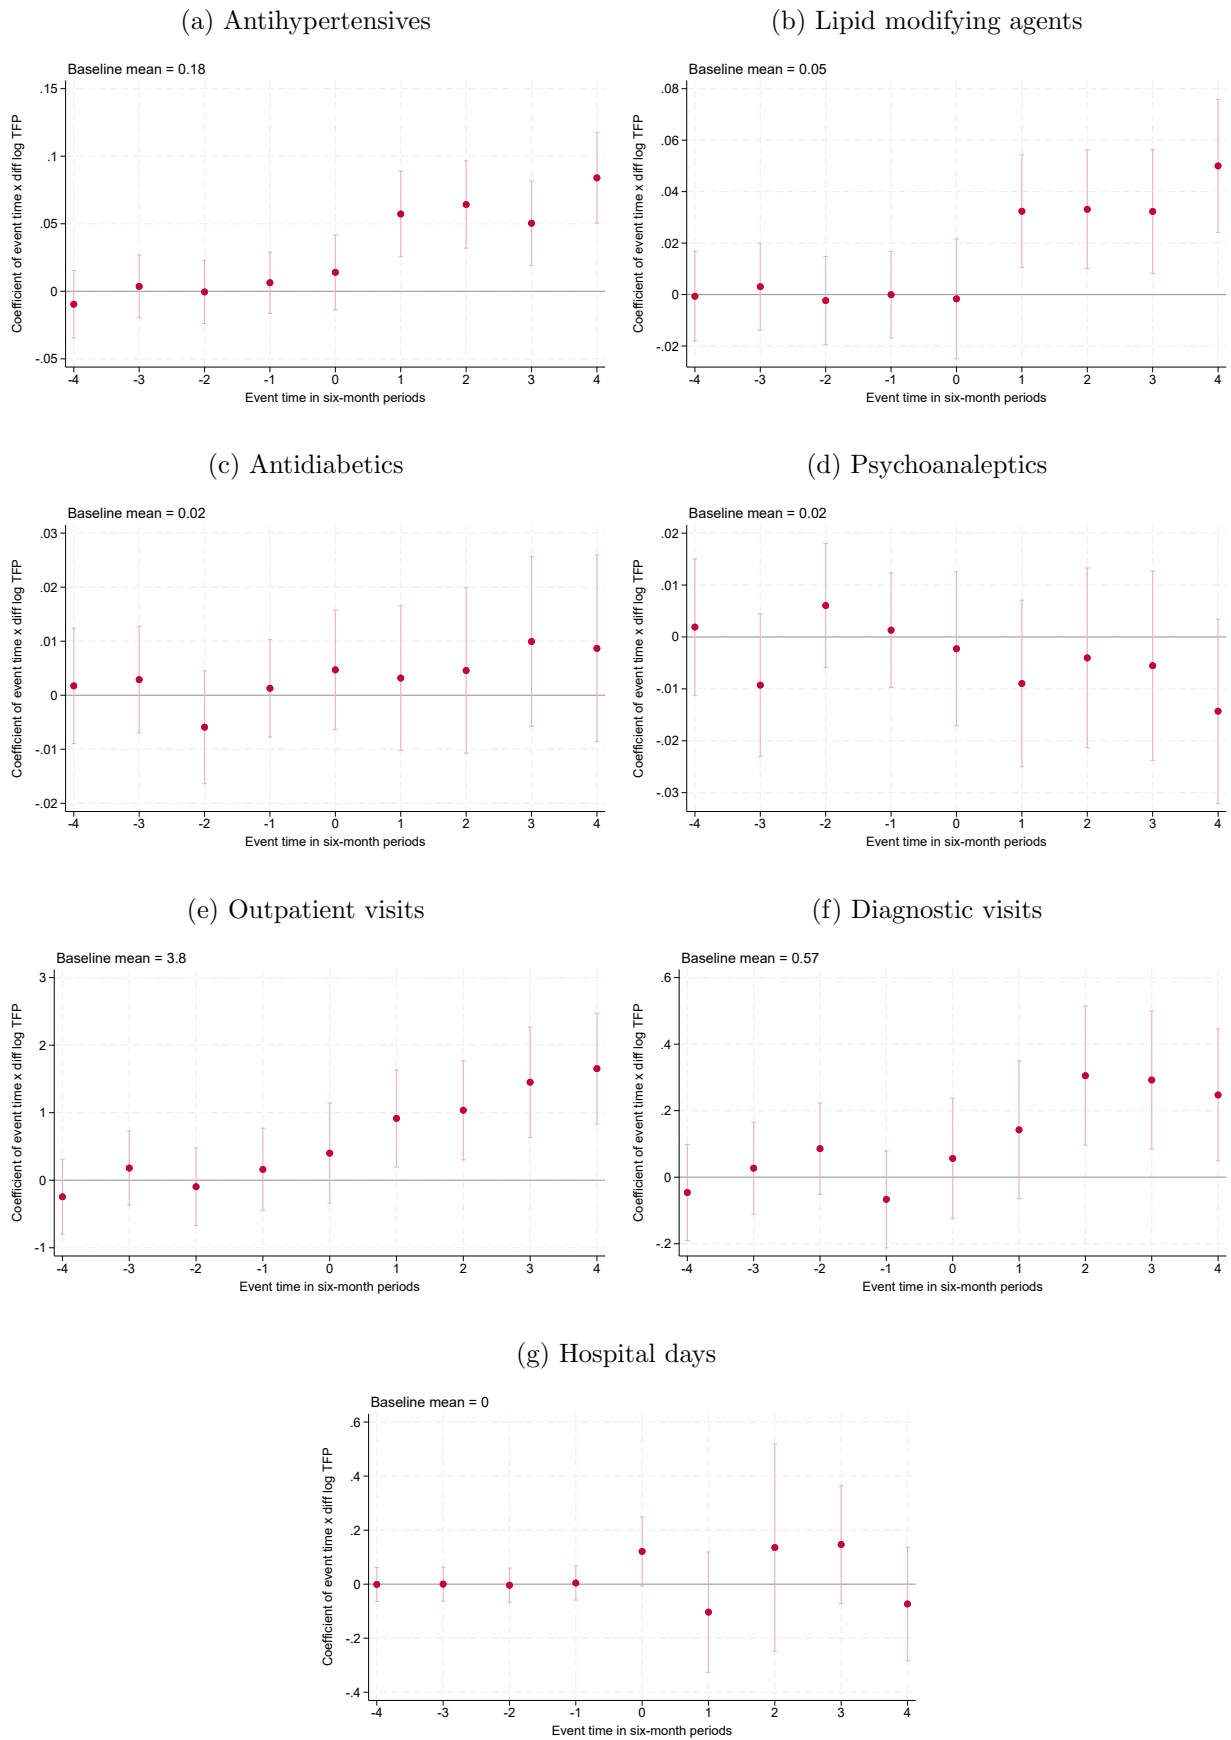 (a) Antihypertensives
Baseline mean = 0.18
Coefficient of event time x diff log TFP
.15
.1
.05
0
-.05
-4 -3 -2 -1 0 1 2 3 4
Event time in six-month periods
(b) Lipid modifying agents
Baseline mean = 0.05
Coefficient of event time x diff log TFP
.08
.06
.04
.02
0
-.02
-4 -3 -2 -1 0 1 2 3 4
Event time in six-month periods
(c) Antidiabetics
Baseline mean = 0.02
Coefficient of event time x diff log TFP
.03
.02
.01
0
-.01
-.02
-4 -3 -2 -1 0 1 2 3 4
Event time in six-month periods
(d) Psychoanaleptics
Baseline mean = 0.02
Coefficient of event time x diff log TFP
.02
.01
0
-.01
-.02
-.03
-4 -3 -2 -1 0 1 2 3 4
Event time in six-month periods
(e) Outpatient visits
Baseline mean = 3.8
Coefficient of event time x diff log TFP
3
2
1
0
-1
-4 -3 -2 -1 0 1 2 3 4
Event time in six-month periods
(f) Diagnostic visits
Baseline mean = 0.57
Coefficient of event time x diff log TFP
.6
.4
.2
0
-.2
-4 -3 -2 -1 0 1 2 3 4
Event time in six-month periods
(g) Hospital days
Baseline mean = 0
Coefficient of event time x diff log TFP
.6
.4
.2
0
-.2
-.4
-4 -3 -2 -1 0 1 2 3 4
Event time in six-month periods